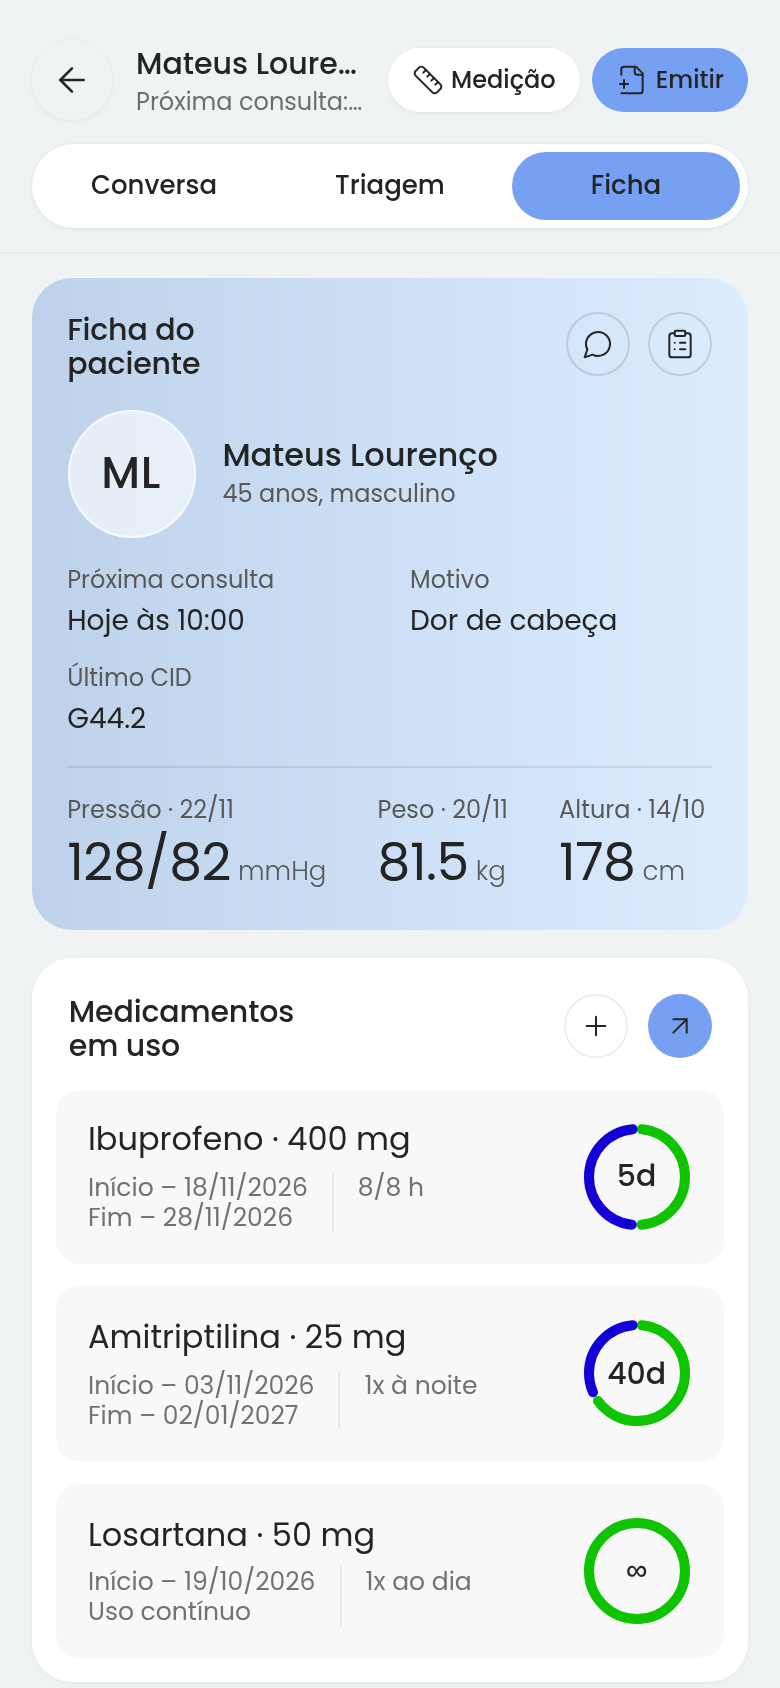 Mateus Loure...
Próxima consulta:...
Medição
Emitir
Conversa
Triagem
Ficha
Ficha do
paciente
ML
Mateus Lourenço
45 anos, masculino
Próxima consulta
Hoje às 10:00
Motivo
Dor de cabeça
Último CID
G44.2
Pressão · 22/11
128/82 mmHg
Peso · 20/11
81.5 kg
Altura · 14/10
178 cm
Medicamentos
em uso
Ibuprofeno · 400 mg
Início – 18/11/2026
Fim – 28/11/2026
8/8 h
5d
Amitriptilina · 25 mg
Início – 03/11/2026
Fim – 02/01/2027
1x à noite
40d
Losartana · 50 mg
Início – 19/10/2026
Uso contínuo
1x ao dia
∞